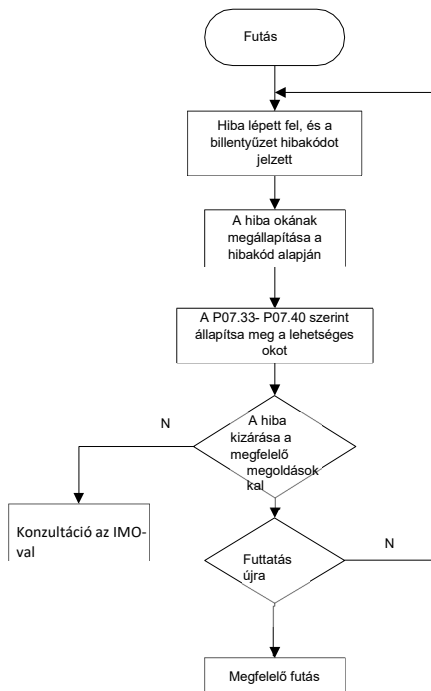 Futás
Hiba lépett fel, és a
billentyűzet hibakódot
jelzett
A hiba okának
megállapítása a
hibakód alapján
A P07.33- P07.40 szerint
állapítsa meg a lehetséges
okot
N
A hiba
kizárása a
megfelelő
megoldások
kal
Konzultáció az IMO-
val
N
Futtatás
újra
Megfelelő futás